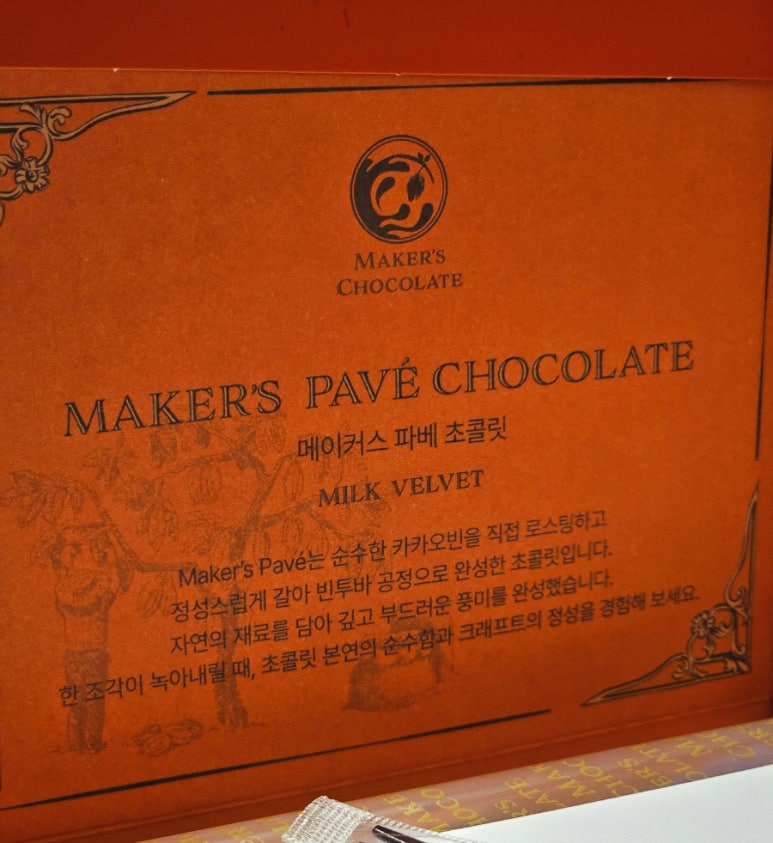 MAKER'S
CHOCOLATE
MAKER'S PAVÉ CHOCOLATE
메이커스 파베 초콜릿
MILK VELVET
Maker's Pavé는 순수한 카카오빈을 직접 로스팅하고
정성스럽게 갈아 빈투바 공정으로 완성한 초콜릿입니다.
자연의 재료를 담아 깊고 부드러운 풍미를 완성했습니다.
한 조각이 녹아내릴 때, 초콜릿 본연의 순수함과 크래프트의 정성을 경험해 보세요.